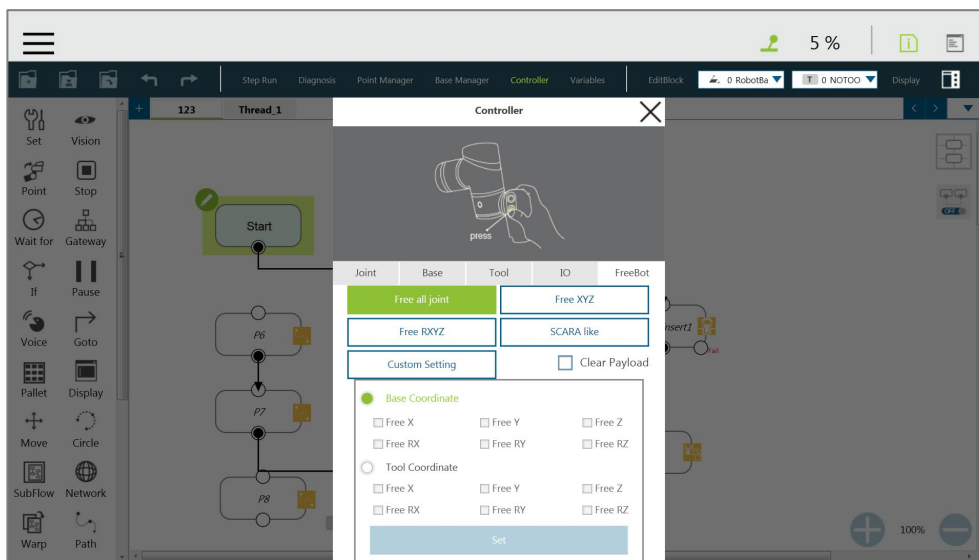 5 %
Step Run Diagnosis Point Manager Base Manager Controller Variables EditBlock 0 RobotBa T 0 NOTOO Display
+ 123 Thread_1
Controller
Set Vision
Point Stop
Wait for Gateway
If Pause
Voice Goto
Pallet Display
Move Circle
SubFlow Network
Warp Path
Start
P6
P7
P8
press
Joint Base Tool IO FreeBot
Free all joint Free XYZ
Free RXYZ SCARA like
Custom Setting Clear Payload
Base Coordinate
Free X Free Y Free Z
Free RX Free RY Free RZ
Tool Coordinate
Free X Free Y Free Z
Free RX Free RY Free RZ
Set
OFF
nsert1
Fail
100%